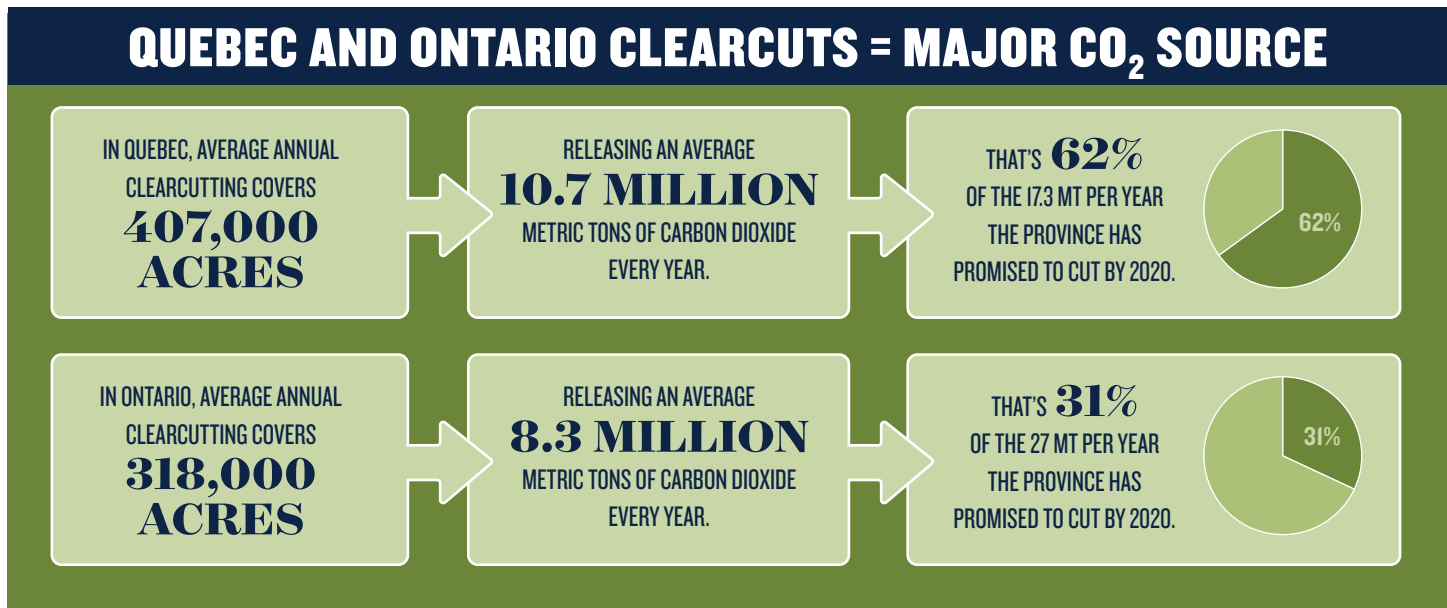 QUEBEC AND ONTARIO CLEARCUTS = MAJOR CO₂ SOURCE
IN QUEBEC, AVERAGE ANNUAL
CLEARCUTTING COVERS
407,000
ACRES
RELEASING AN AVERAGE
10.7 MILLION
METRIC TONS OF CARBON DIOXIDE
EVERY YEAR.
THAT'S 62%
OF THE 17.3 MT PER YEAR
THE PROVINCE HAS
PROMISED TO CUT BY 2020.
62%
IN ONTARIO, AVERAGE ANNUAL
CLEARCUTTING COVERS
318,000
ACRES
RELEASING AN AVERAGE
8.3 MILLION
METRIC TONS OF CARBON DIOXIDE
EVERY YEAR.
THAT'S 31%
OF THE 27 MT PER YEAR
THE PROVINCE HAS
PROMISED TO CUT BY 2020.
31%